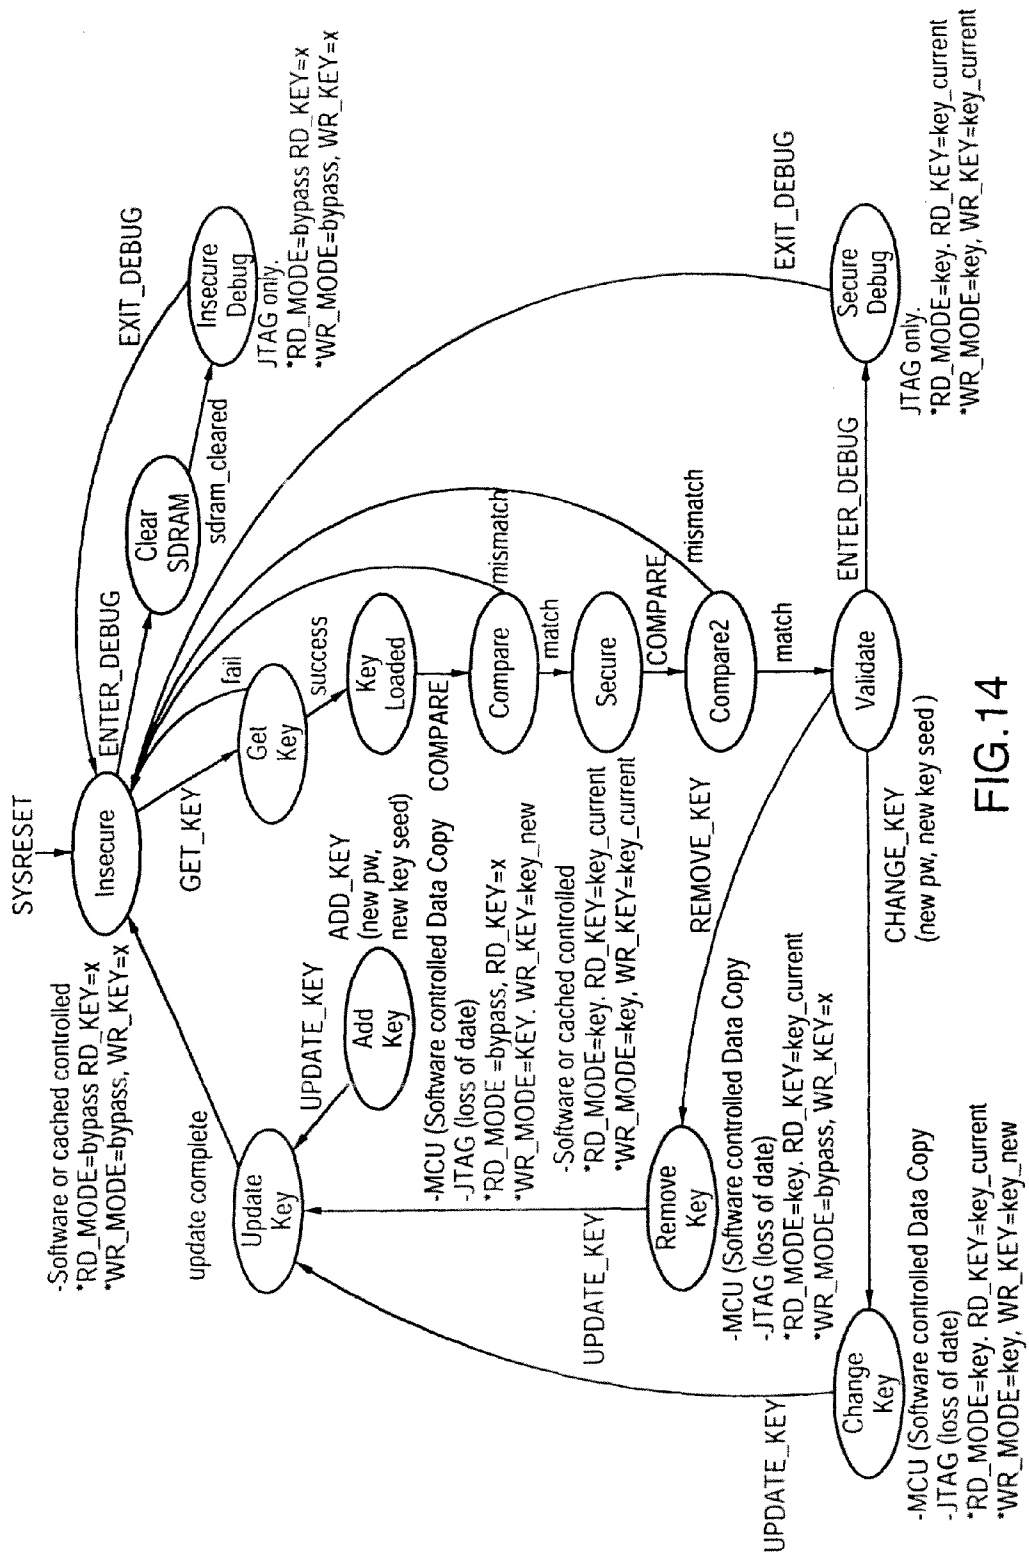 SYSRESET
Insecure
-Software or cached controlled
*RD_MODE=bypass RD_KEY=x
*WR_MODE=bypass, WR_KEY=x
ENTER_DEBUG
Clear
SDRAM
sdram_cleared
EXIT_DEBUG
Insecure
Debug
JTAG only.
*RD_MODE=bypass RD_KEY=x
*WR_MODE=bypass, WR_KEY=x
update complete
GET_KEY
fail
Get
Key
success
Update
Key
UPDATE_KEY
Add
Key
ADD_KEY
(new pw,
new key seed)
Key
Loaded
-MCU (Software controlled Data Copy
-JTAG (loss of date)
*RD_MODE =bypass, RD_KEY=x
*WR_MODE=KEY. WR_KEY=key_new
COMPARE
Compare
mismatch
match
-Software or cached controlled
*RD_MODE=key. RD_KEY=key_current
*WR_MODE=key, WR_KEY=key_current
Secure
COMPARE
Compare2
mismatch
match
EXIT_DEBUG
UPDATE_KEY
Remove
Key
REMOVE_KEY
-MCU (Software controlled Data Copy
-JTAG (loss of date)
*RD_MODE=key. RD_KEY=key_current
*WR_MODE=bypass, WR_KEY=x
Validate
ENTER_DEBUG
Secure
Debug
JTAG only.
*RD_MODE=key. RD_KEY=key_current
*WR_MODE=key, WR_KEY=key_current
UPDATE_KEY
Change
Key
CHANGE_KEY
(new pw, new key seed )
-MCU (Software controlled Data Copy
-JTAG (loss of date)
*RD_MODE=key. RD_KEY=key_current
*WR_MODE=key, WR_KEY=key_new
FIG.14